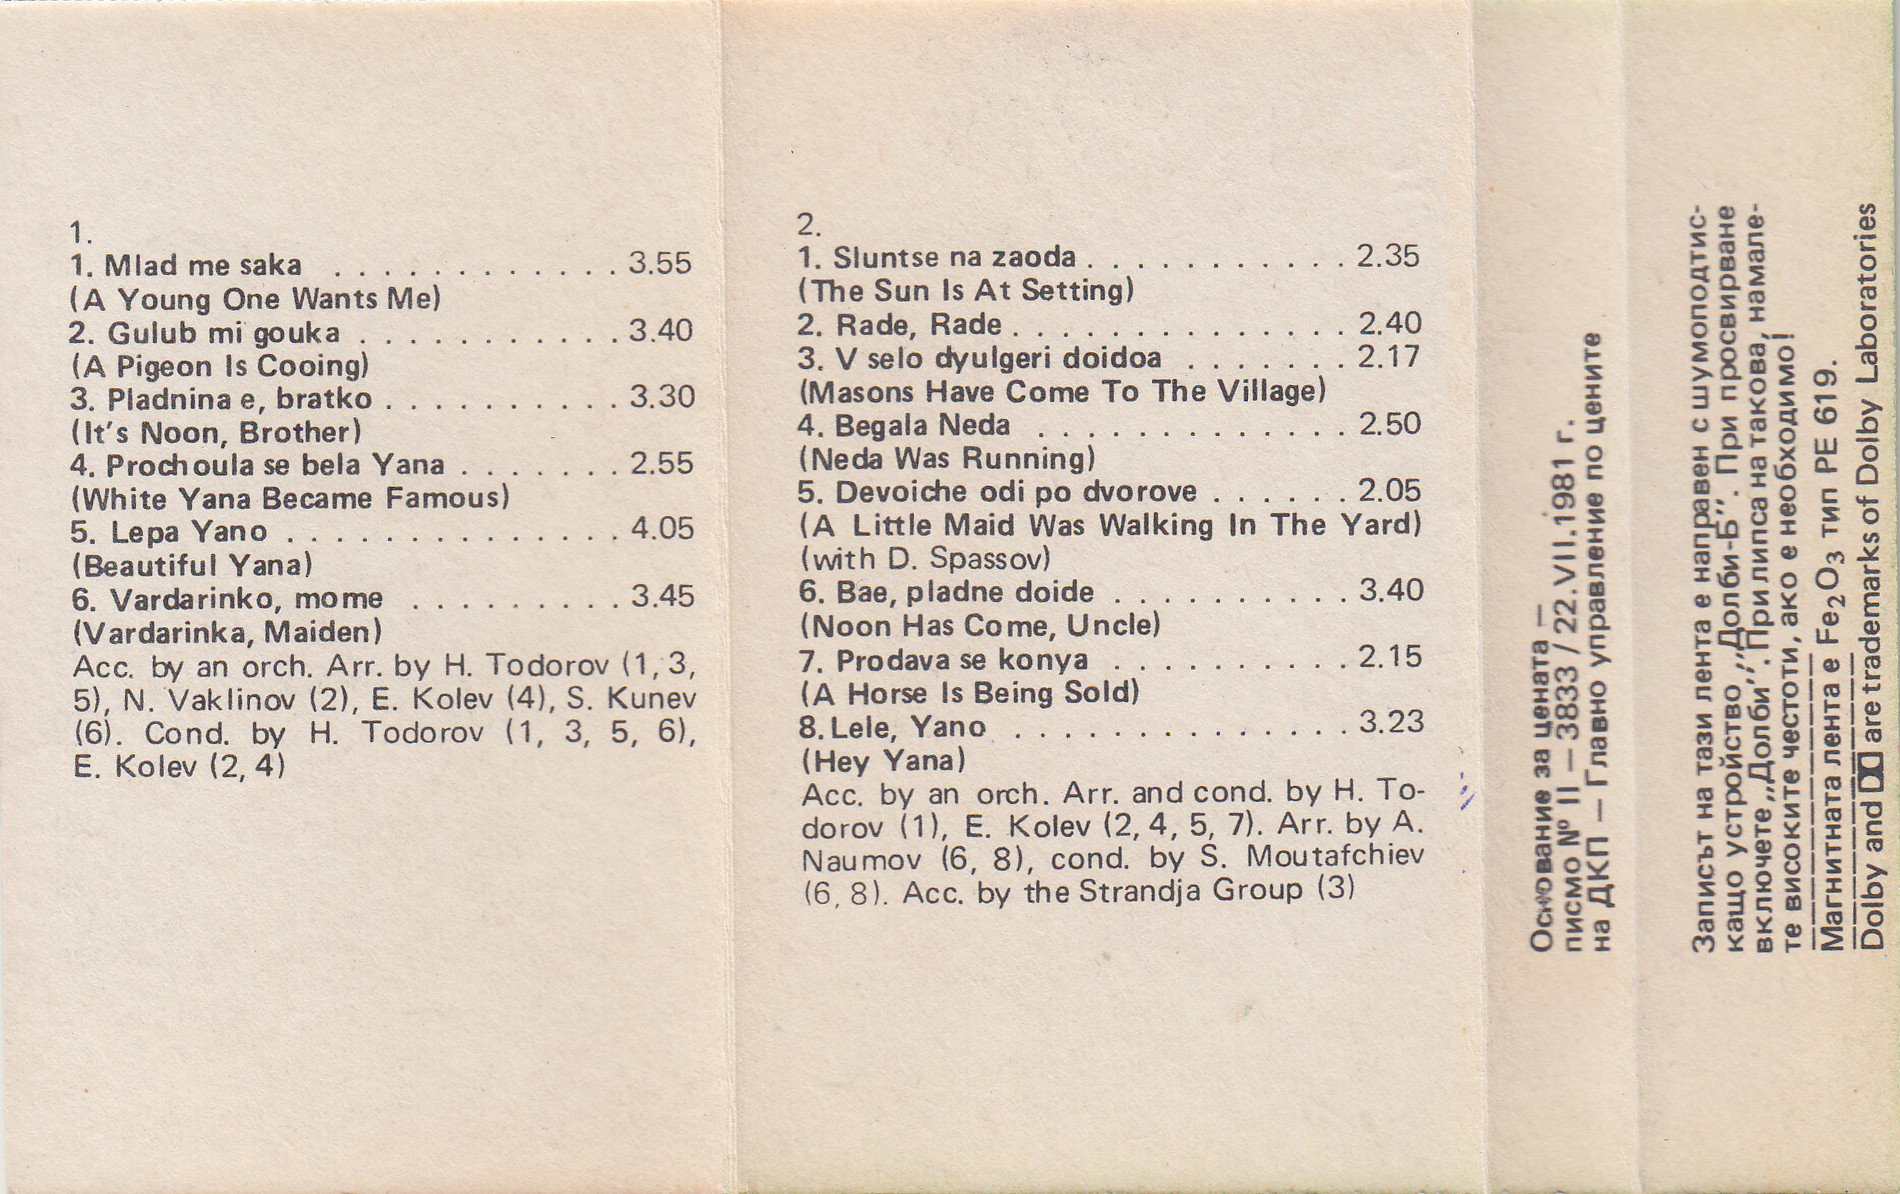 1.
1. Mlad me saka . . . . . . . . . . . . 3.55
(A Young One Wants Me)
2. Gulub mi gouka . . . . . . . . . . . 3.40
(A Pigeon Is Cooing)
3. Pladnina e, bratko . . . . . . . . . . 3.30
(It's Noon, Brother)
4. Prochoula se bela Yana . . . . . . . 2.55
(White Yana Became Famous)
5. Lepa Yano . . . . . . . . . . . . . . 4.05
(Beautiful Yana)
6. Vardarinko, mome . . . . . . . . . 3.45
(Vardarinka, Maiden)
Acc. by an orch. Arr. by H. Todorov (1, 3,
5), N. Vaklinov (2), E. Kolev (4), S. Kunev
(6). Cond. by H. Todorov (1, 3, 5, 6),
E. Kolev (2, 4)
2.
1. Sluntse na zaoda . . . . . . . . . . . 2.35
(The Sun Is At Setting)
2. Rade, Rade . . . . . . . . . . . . . . 2.40
3. V selo dyulgeri doidoa . . . . . . . 2.17
(Masons Have Come To The Village)
4. Begala Neda . . . . . . . . . . . . . 2.50
(Neda Was Running)
5. Devoiche odi po dvorove . . . . . . 2.05
(A Little Maid Was Walking In The Yard)
(with D. Spassov)
6. Bae, pladne doide . . . . . . . . . . 3.40
(Noon Has Come, Uncle)
7. Prodava se konya . . . . . . . . . . 2.15
(A Horse Is Being Sold)
8. Lele, Yano . . . . . . . . . . . . . . 3.23
(Hey Yana)
Acc. by an orch. Arr. and cond. by H. To-
dorov (1), E. Kolev (2, 4, 5, 7). Arr. by A.
Naumov (6, 8), cond. by S. Moutafchiev
(6, 8). Acc. by the Strandja Group (3)
Основание за цената —
писмо № II — 3833 / 22.VII.1981 г.
на ДКП — Главно управление по цените
Записът на тази лента е направен с шумоподтис-
кащо устройство „Долби-Б". При просвирване
включете „Долби". При липса на такова, намале-
те високите честоти, ако е необходимо!
Магнитната лента е Fe2O3 тип PE 619.
Dolby and are trademarks of Dolby Laboratories